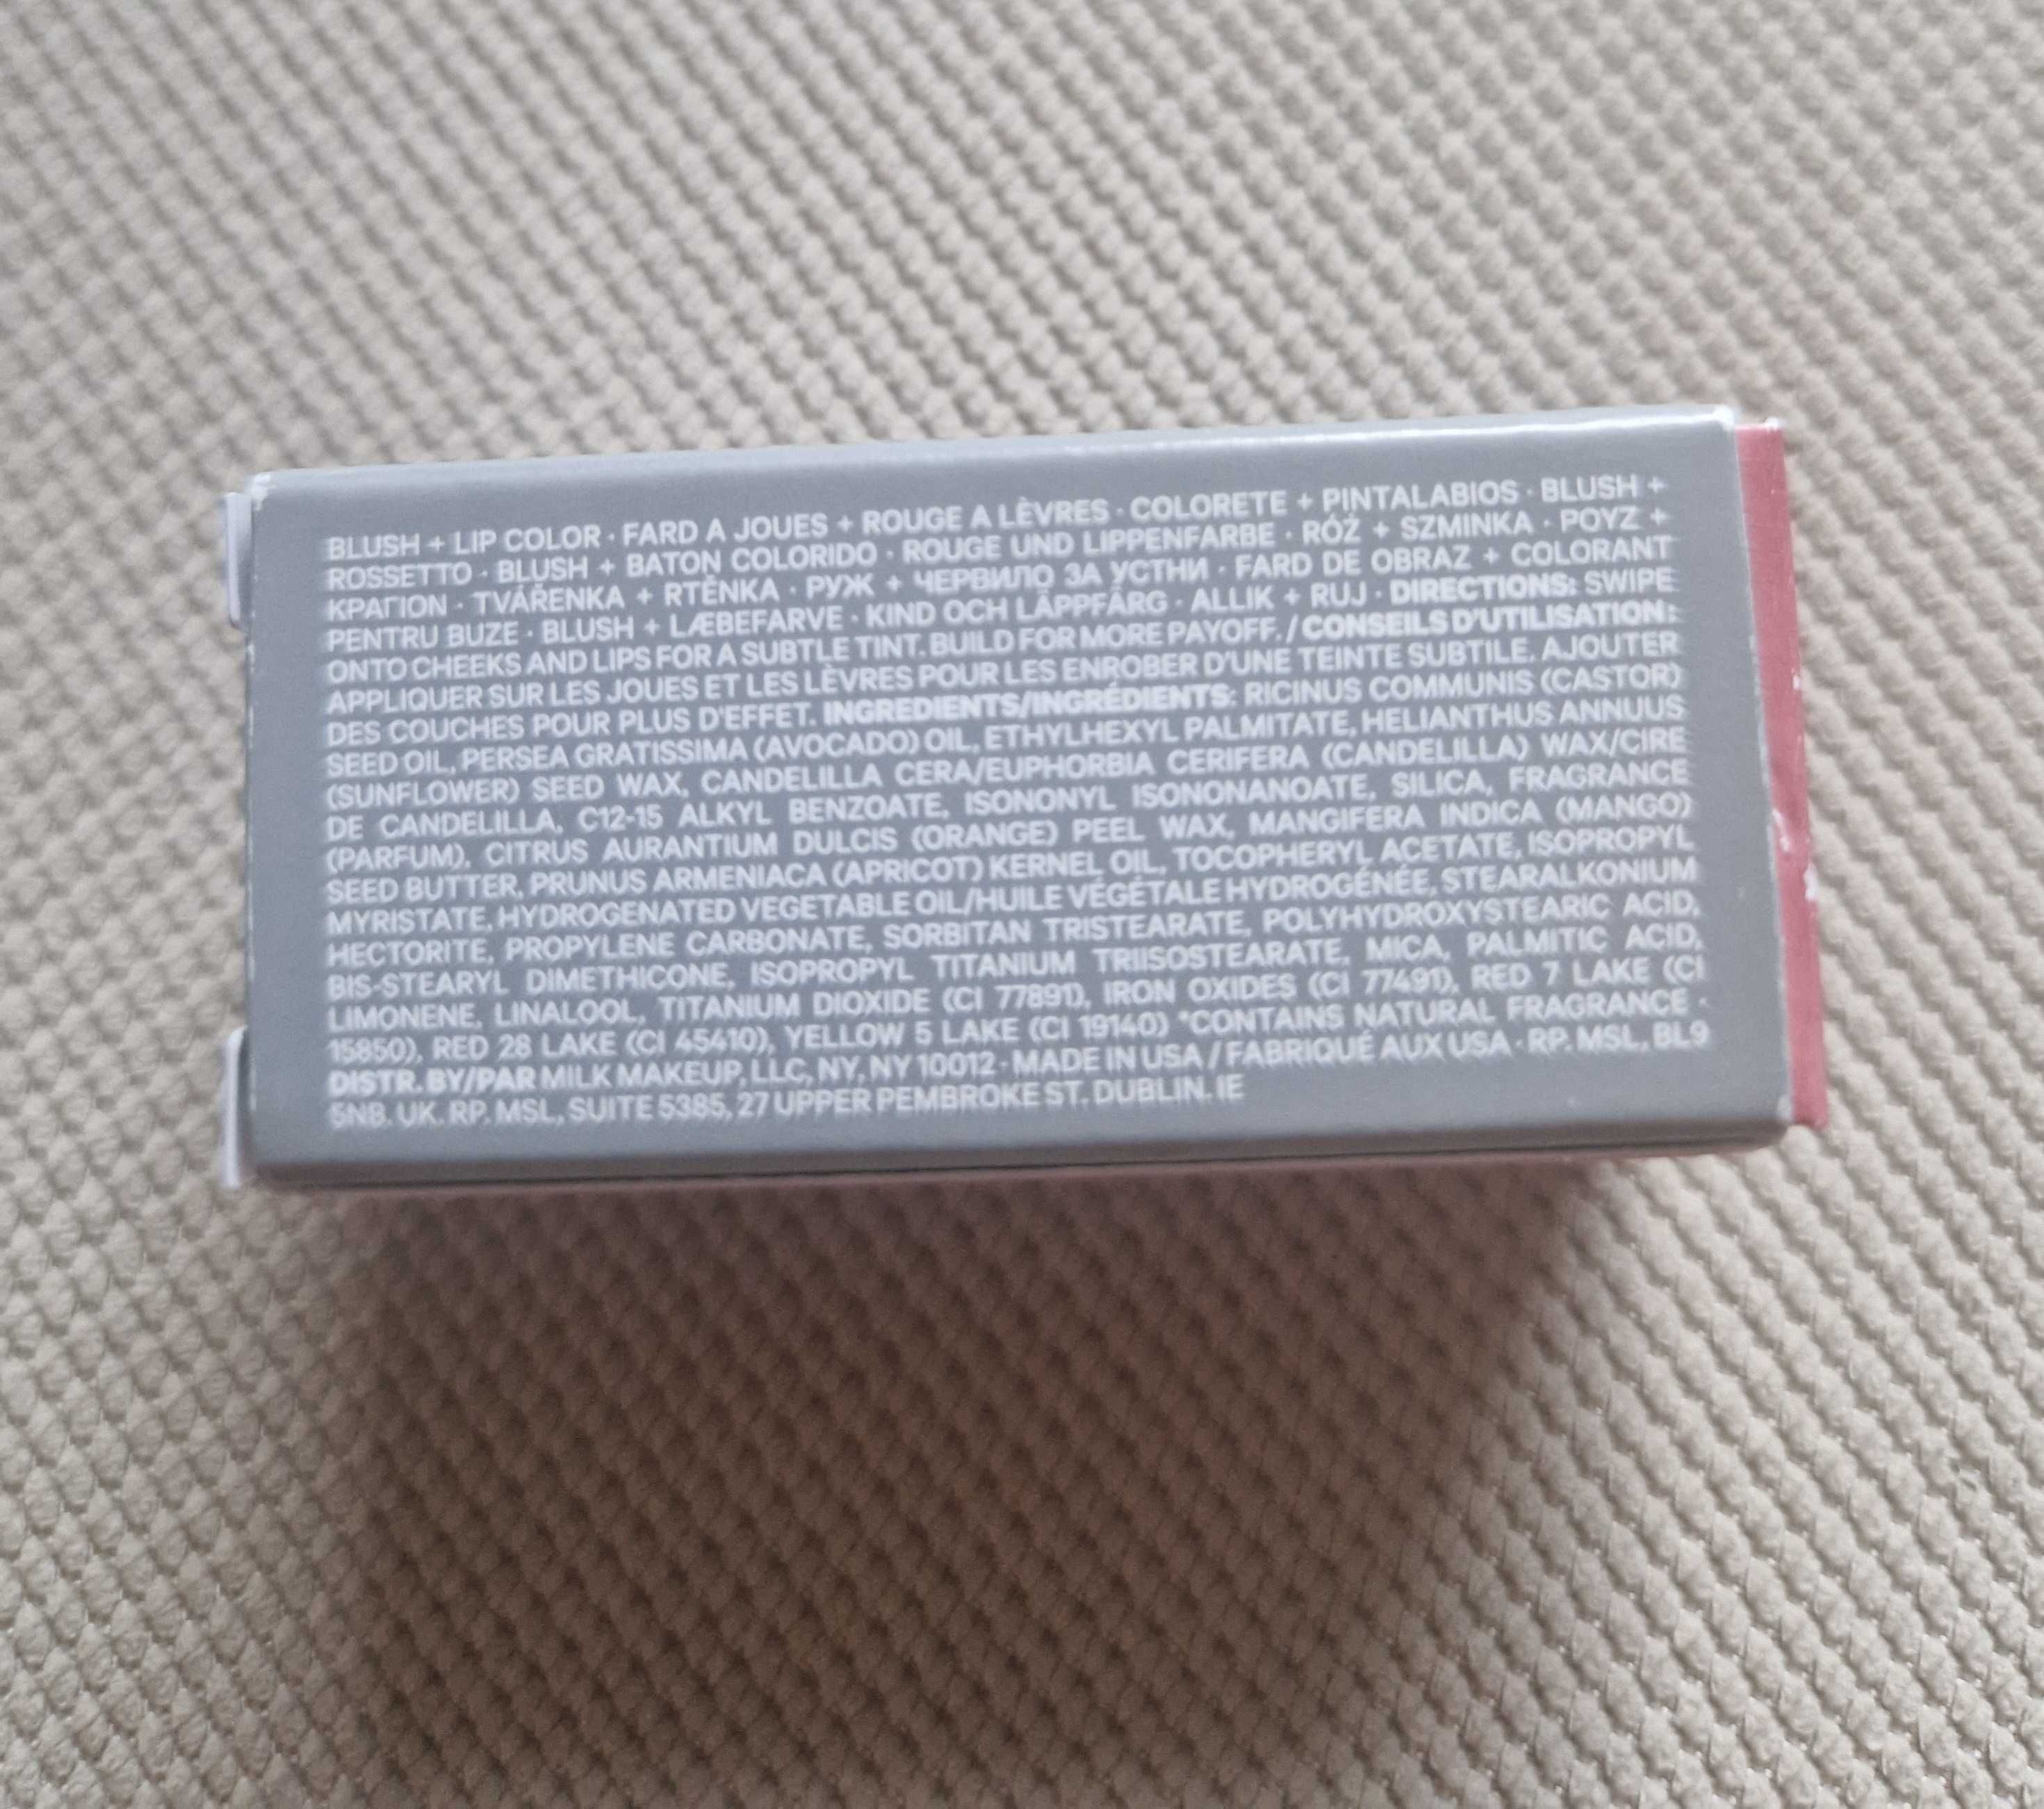 BLUSH + LIP COLOR · FARD A JOUES + ROUGE A LÈVRES · COLORETE + PINTALABIOS · BLUSH +
ROSSETTO · BLUSH + BATON COLORIDO · ROUGE UND LIPPENFARBE · RÓŻ + SZMINKA · ΡΟΥΖ +
ΚΡΑΓΙΟΝ · TVÁŘENKA + RTĚNKA · РУЖ + ЧЕРВИЛО ЗА УСТНИ · FARD DE OBRAZ + COLORANT
PENTRU BUZE · BLUSH + LÆBEFARVE · KIND OCH LÄPPFÄRG · ALLIK + RUJ · DIRECTIONS: SWIPE
ONTO CHEEKS AND LIPS FOR A SUBTLE TINT. BUILD FOR MORE PAYOFF. / CONSEILS D'UTILISATION:
APPLIQUER SUR LES JOUES ET LES LÈVRES POUR LES ENROBER D'UNE TEINTE SUBTILE. AJOUTER
DES COUCHES POUR PLUS D'EFFET. INGREDIENTS/INGRÉDIENTS: RICINUS COMMUNIS (CASTOR)
SEED OIL, PERSEA GRATISSIMA (AVOCADO) OIL, ETHYLHEXYL PALMITATE, HELIANTHUS ANNUUS
(SUNFLOWER) SEED WAX, CANDELILLA CERA/EUPHORBIA CERIFERA (CANDELILLA) WAX/CIRE
DE CANDELILLA, C12-15 ALKYL BENZOATE, ISONONYL ISONONANOATE, SILICA, FRAGRANCE
(PARFUM), CITRUS AURANTIUM DULCIS (ORANGE) PEEL WAX, MANGIFERA INDICA (MANGO)
SEED BUTTER, PRUNUS ARMENIACA (APRICOT) KERNEL OIL, TOCOPHERYL ACETATE, ISOPROPYL
MYRISTATE, HYDROGENATED VEGETABLE OIL/HUILE VÉGÉTALE HYDROGÉNÉE, STEARALKONIUM
HECTORITE, PROPYLENE CARBONATE, SORBITAN TRISTEARATE, POLYHYDROXYSTEARIC ACID,
BIS-STEARYL DIMETHICONE, ISOPROPYL TITANIUM TRIISOSTEARATE, MICA, PALMITIC ACID,
LIMONENE, LINALOOL, TITANIUM DIOXIDE (CI 77891), IRON OXIDES (CI 77491), RED 7 LAKE (CI
15850), RED 28 LAKE (CI 45410), YELLOW 5 LAKE (CI 19140) *CONTAINS NATURAL FRAGRANCE ·
DISTR. BY/PAR MILK MAKEUP, LLC, NY, NY 10012 · MADE IN USA / FABRIQUÉ AUX USA · RP. MSL, BL9
5NB. UK. RP. MSL, SUITE 5385, 27 UPPER PEMBROKE ST. DUBLIN. IE